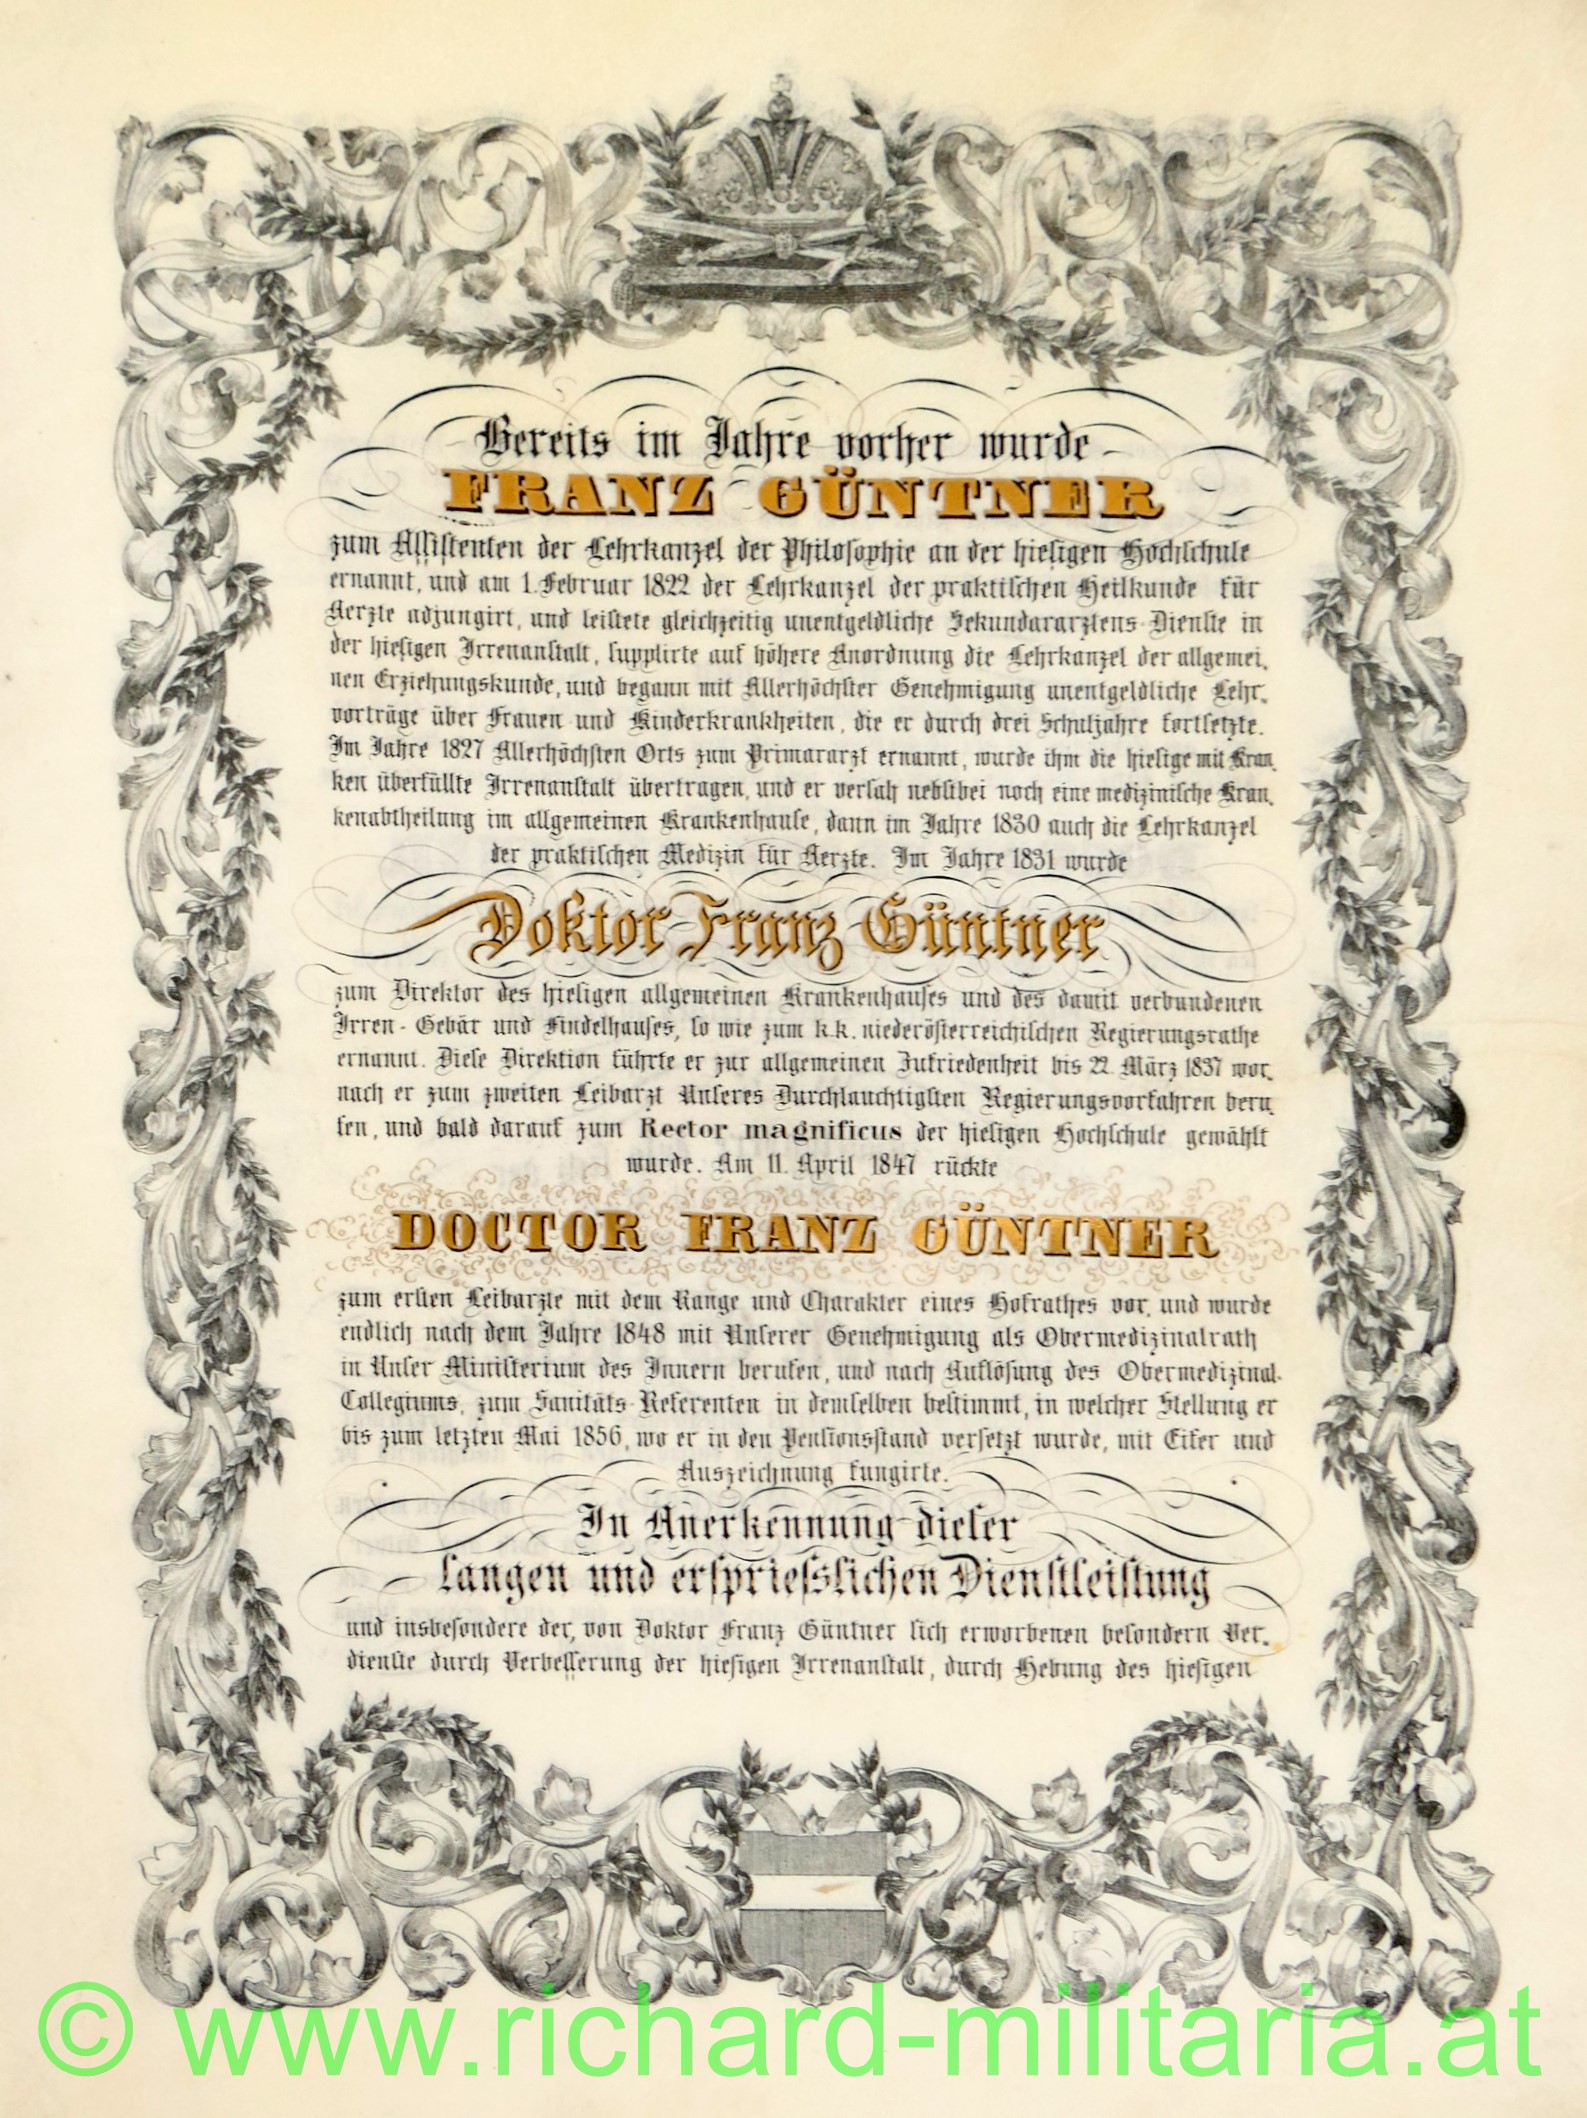 Bereits im Jahre vorher wurde
FRANZ GÜNTNER
zum Assistenten der Lehrkanzel der Philosophie an der hiesigen Hochschule
ernannt, und am 1. Februar 1822 der Lehrkanzel der praktischen Heilkunde für
Aerzte adjungirt, und leistete gleichzeitig unentgeldliche Sekundararztens-Dienste in
der hiesigen Irrenanstalt, supplirte auf höhere Anordnung die Lehrkanzel der allgemei-
nen Erziehungskunde, und begann mit Allerhöchster Genehmigung unentgeldliche Lehr-
vorträge über Frauen und Kinderkrankheiten, die er durch drei Schuljahre fortsetzte.
Im Jahre 1827 Allerhöchsten Orts zum Primararzt ernannt, wurde ihm die hiesige mit Kran-
ken überfüllte Irrenanstalt übertragen, und er versah nebstbei noch eine medizinische Kran-
kenabtheilung im allgemeinen Krankenhause, dann im Jahre 1830 auch die Lehrkanzel
der praktischen Medizin für Aerzte. Im Jahre 1831 wurde
Doktor Franz Güntner
zum Direktor des hiesigen allgemeinen Krankenhauses und des damit verbundenen
Irren-Gebär und Findelhauses, so wie zum k.k. niederösterreichischen Regierungsrathe
ernannt. Diese Direktion führte er zur allgemeinen Zufriedenheit bis 22. März 1837 wor-
nach er zum zweiten Leibarzt Unseres Durchlauchtigsten Regierungsvorfahren beru-
fen, und bald darauf zum Rector magnificus der hiesigen Hochschule gewählt
wurde. Am 11. April 1847 rückte
DOCTOR FRANZ GÜNTNER
zum ersten Leibarzte mit dem Range und Charakter eines Hofrathes vor, und wurde
endlich nach dem Jahre 1848 mit Unserer Genehmigung als Obermedizinalrath
in Unser Ministerium des Innern berufen, und nach Auflösung des Obermedizinal-
Collegiums, zum Sanitäts-Referenten in demselben bestimmt, in welcher Stellung er
bis zum letzten Mai 1856, wo er in den Pensionsstand versetzt wurde, mit Eifer und
Auszeichnung fungirte.
In Anerkennung dieser
langen und erspriesslichen Dienstleistung
und insbesondere der, von Doktor Franz Güntner sich erworbenen besondern Ver-
dienste durch Verbesserung der hiesigen Irrenanstalt, durch Hebung des hiesigen
© www.richard-militaria.at